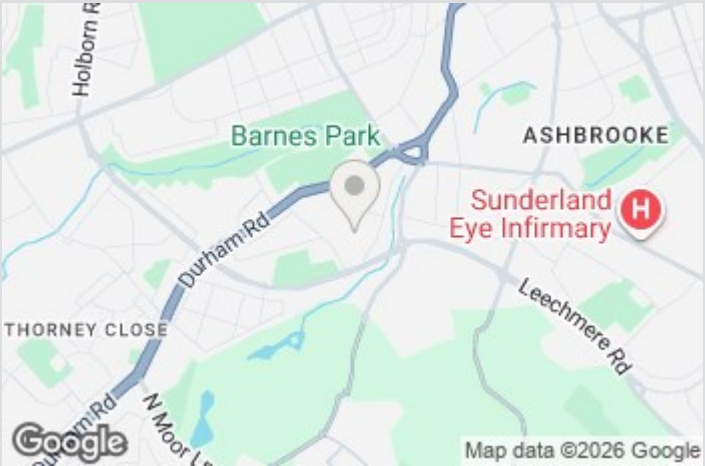 Holborn R
Barnes Park
ASHBROOKE
Sunderland
Eye Infirmary
H
Durham Rd
Leechmere Rd
THORNEY CLOSE
Durham Rd
N Moor Ln
Google
Map data ©2026 Google